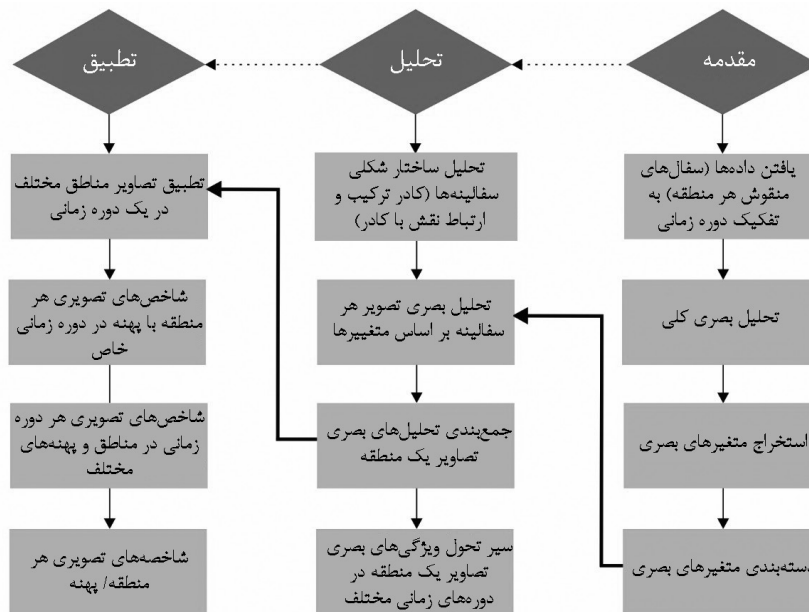 مقدمه
یافتن داده‌ها (سفال‌های
منقوش هر منطقه) به
تفکیک دوره زمانی
تحلیل بصری کلی
استخراج متغیرهای بصری
دسته‌بندی متغیرهای بصری
تحلیل
تحلیل ساختار شکلی
سفالینه‌ها (کادر ترکیب و
ارتباط نقش با کادر)
تحلیل بصری تصویر هر
سفالینه بر اساس متغییرها
جمع‌بندی تحلیل‌های بصری
تصاویر یک منطقه
سیر تحول ویژگی‌های بصری
تصاویر یک منطقه در
دوره‌های زمانی مختلف
تطبیق
تطبیق تصاویر مناطق مختلف
در یک دوره زمانی
شاخص‌های تصویری هر
منطقه با پهنه در دوره زمانی
خاص
شاخص‌های تصویری هر دوره
زمانی در مناطق و پهنه‌های
مختلف
شاخصه‌های تصویری هر
منطقه/ پهنه